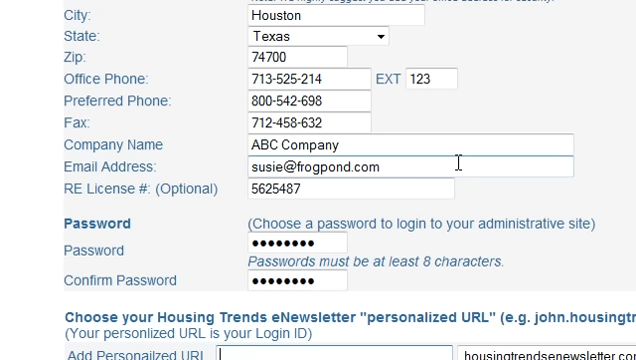 City: Houston
State: Texas
Zip: 74700
Office Phone: 713-525-214 EXT 123
Preferred Phone: 800-542-698
Fax: 712-458-632
Company Name ABC Company
Email Address: susie@frogpond.com
RE License #: (Optional) 5625487
Password (Choose a password to login to your administrative site)
Password ●●●●●●●●
Passwords must be at least 8 characters.
Confirm Password ●●●●●●●●
Choose your Housing Trends eNewsletter "personalized URL" (e.g. john.housingtr
(Your personlized URL is your Login ID)
Add Personailzed URL housingtrendsenewsletter.co